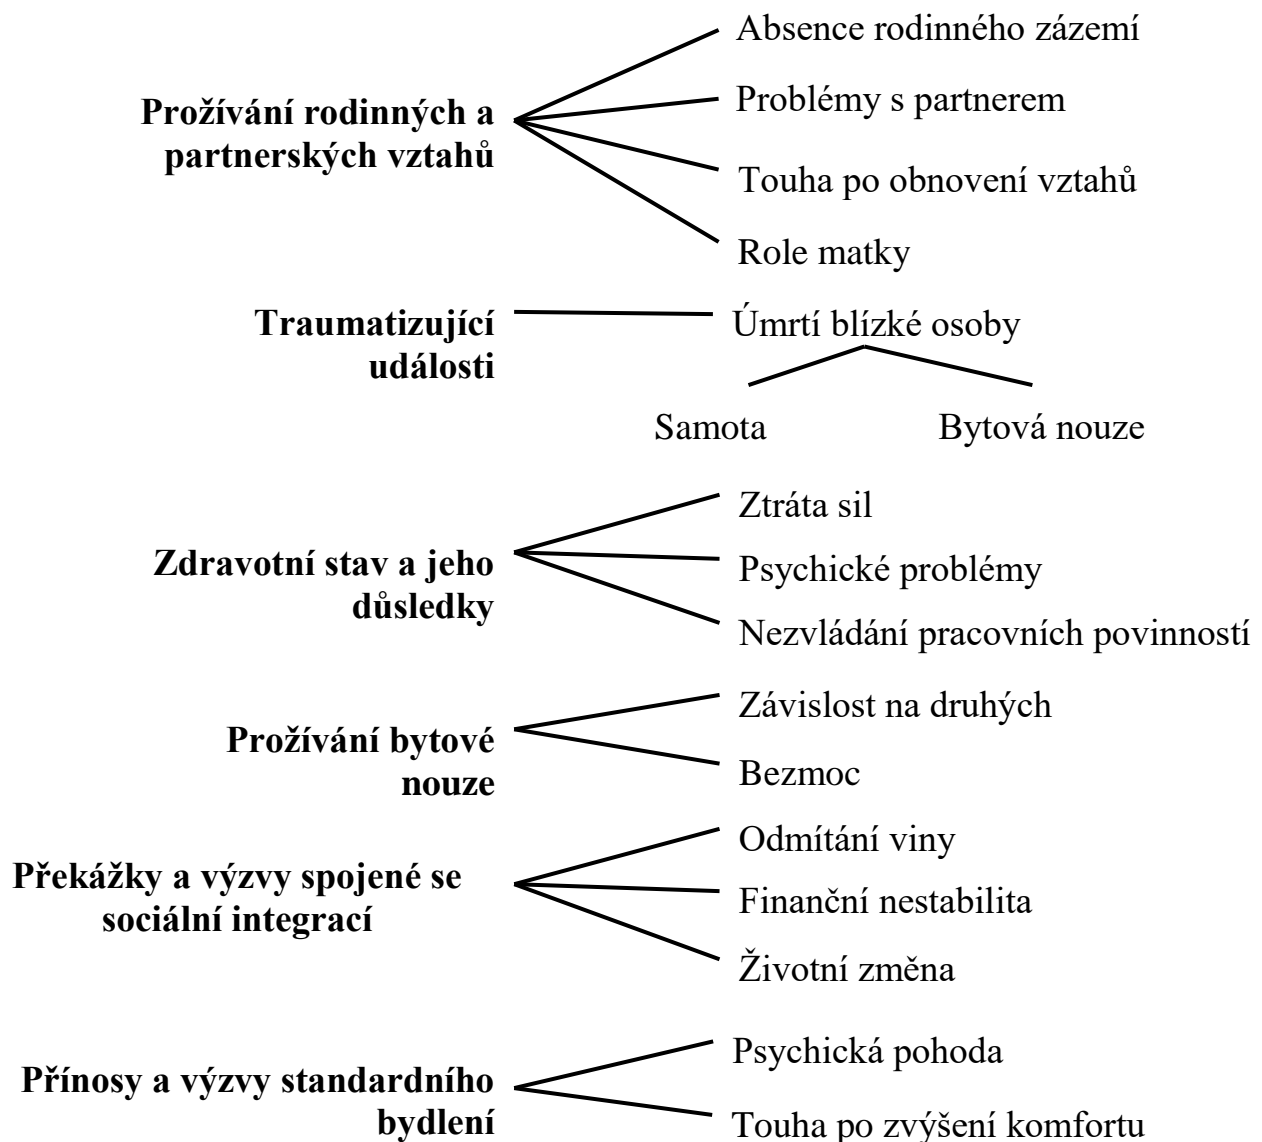 Prožívání rodinných a
partnerských vztahů
Absence rodinného zázemí
Problémy s partnerem
Touha po obnovení vztahů
Role matky
Traumatizující
události
Úmrtí blízké osoby
Samota
Bytová nouze
Zdravotní stav a jeho
důsledky
Ztráta sil
Psychické problémy
Nezvládání pracovních povinností
Prožívání bytové
nouze
Závislost na druhých
Bezmoc
Překážky a výzvy spojené se
sociální integrací
Odmítání viny
Finanční nestabilita
Životní změna
Přínosy a výzvy standardního
bydlení
Psychická pohoda
Touha po zvýšení komfortu